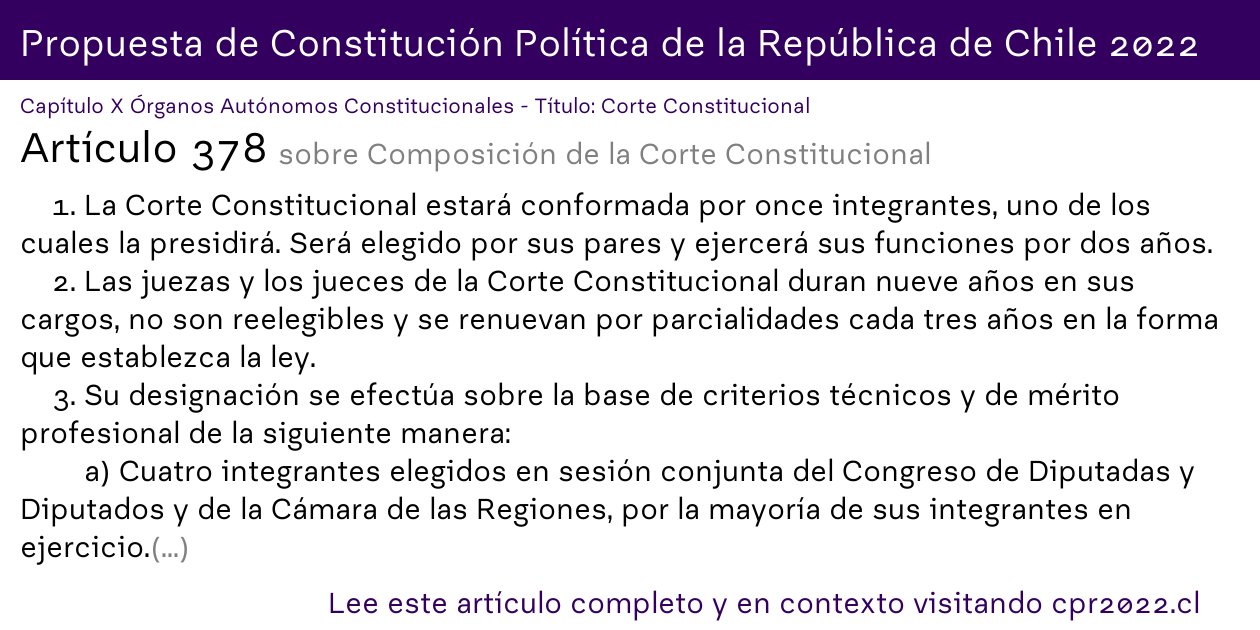 Propuesta de Constitución Política de la República de Chile 2022
Capítulo X Órganos Autónomos Constitucionales - Título: Corte Constitucional
Artículo 378 sobre Composición de la Corte Constitucional
1. La Corte Constitucional estará conformada por once integrantes, uno de los
cuales la presidirá. Será elegido por sus pares y ejercerá sus funciones por dos años.
2. Las juezas y los jueces de la Corte Constitucional duran nueve años en sus
cargos, no son reelegibles y se renuevan por parcialidades cada tres años en la forma
que establezca la ley.
3. Su designación se efectúa sobre la base de criterios técnicos y de mérito
profesional de la siguiente manera:
a) Cuatro integrantes elegidos en sesión conjunta del Congreso de Diputadas y
Diputados y de la Cámara de las Regiones, por la mayoría de sus integrantes en
ejercicio.(...)
Lee este artículo completo y en contexto visitando cpr2022.cl